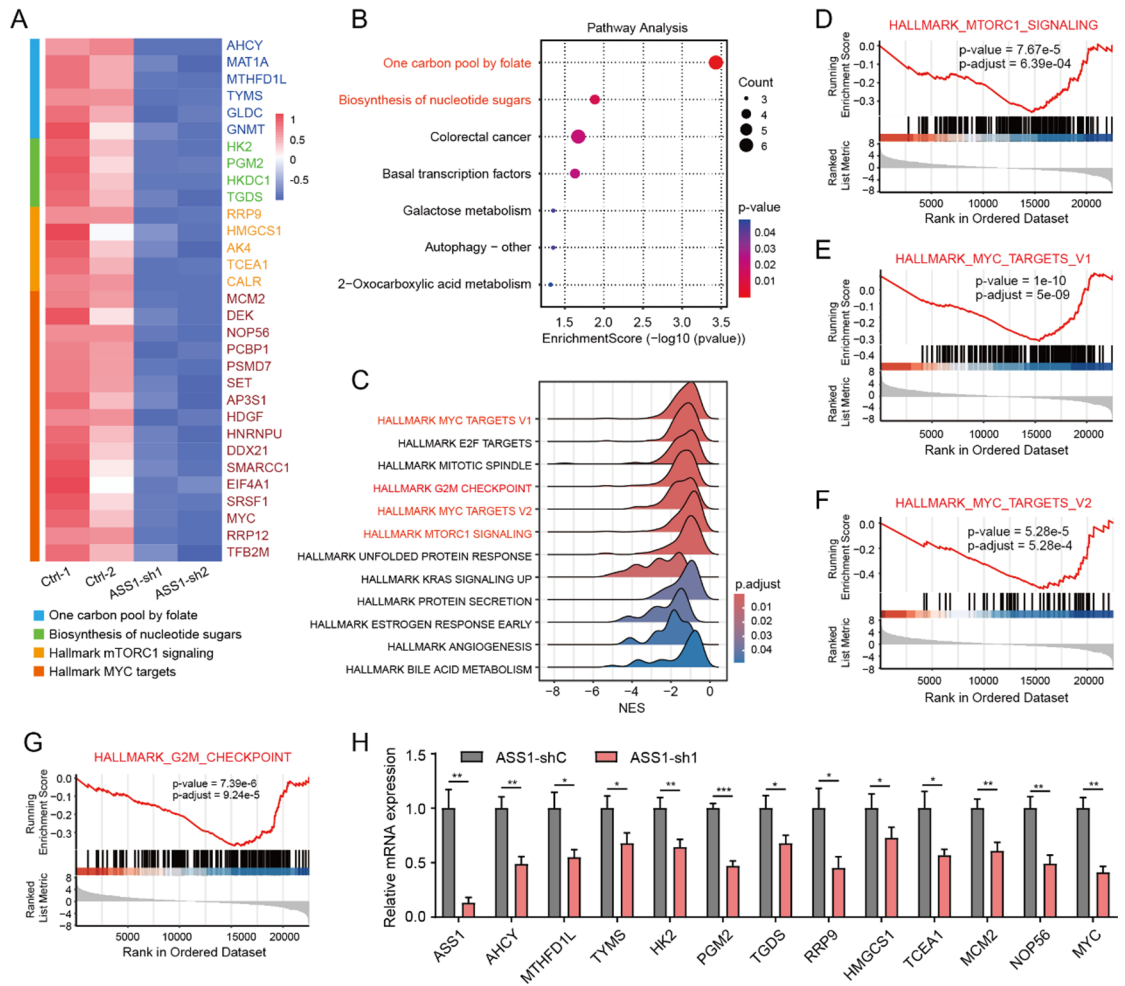 A
AHCY
MAT1A
MTHFD1L
TYMS
GLDC
GNMT
HK2
PGM2
HKDC1
TGDS
RRP9
HMGCS1
AK4
TCEA1
CALR
MCM2
DEK
NOP56
PCBP1
PSMD7
SET
AP3S1
HDGF
HNRNPU
DDX21
SMARCC1
EIF4A1
SRSF1
MYC
RRP12
TFB2M
1
0
-0.5
Ctrl-1
Ctrl-2
ASS1-sh1
ASS1-sh2
One carbon pool by folate
Biosynthesis of nucleotide sugars
Hallmark mTORC1 signaling
Hallmark MYC targets
B
Pathway Analysis
One carbon pool by folate
Biosynthesis of nucleotide sugars
Colorectal cancer
Basal transcription factors
Galactose metabolism
Autophagy − other
2−Oxocarboxylic acid metabolism
1.5 2.0 2.5 3.0 3.5
EnrichmentScore (−log10 (pvalue))
Count
3
4
5
6
p-value
0.04
0.03
0.02
0.01
C
HALLMARK MYC TARGETS V1
HALLMARK E2F TARGETS
HALLMARK MITOTIC SPINDLE
HALLMARK G2M CHECKPOINT
HALLMARK MYC TARGETS V2
HALLMARK MTORC1 SIGNALING
HALLMARK UNFOLDED PROTEIN RESPONSE
HALLMARK KRAS SIGNALING UP
HALLMARK PROTEIN SECRETION
HALLMARK ESTROGEN RESPONSE EARLY
HALLMARK ANGIOGENESIS
HALLMARK BILE ACID METABOLISM
−8 −6 −4 −2 0
NES
p.adjust
0.01
0.02
0.03
0.04
D
HALLMARK_MTORC1_SIGNALING
p-value = 7.67e-5
p-adjust = 6.39e-04
Running
Enrichment Score
0.0
−0.1
−0.2
−0.3
Ranked
List Metric
8
4
0
−4
−8
5000 10000 15000 20000
Rank in Ordered Dataset
E
HALLMARK_MYC_TARGETS_V1
p-value = 1e-10
p-adjust = 5e-09
Running
Enrichment Score
0.0
−0.1
−0.2
−0.3
−0.4
Ranked
List Metric
8
4
0
−4
−8
5000 10000 15000 20000
Rank in Ordered Dataset
F
HALLMARK_MYC_TARGETS_V2
p-value = 5.28e-5
p-adjust = 5.28e-4
Running
Enrichment Score
0.0
−0.2
−0.4
Ranked
List Metric
8
4
0
−4
−8
5000 10000 15000 20000
Rank in Ordered Dataset
G
HALLMARK_G2M_CHECKPOINT
p-value = 7.39e-6
p-adjust = 9.24e-5
Running
Enrichment Score
0.0
−0.1
−0.2
−0.3
Ranked
List Metric
8
4
0
−4
−8
5000 10000 15000 20000
Rank in Ordered Dataset
H
ASS1-shC
ASS1-sh1
Relative mRNA expression
1.5
1.0
0.5
0.0
** ** * * ** *** * * * * ** ** **
ASS1
AHCY
MTHFD1L
TYMS
HK2
PGM2
TGDS
RRP9
HMGCS1
TCEA1
MCM2
NOP56
MYC